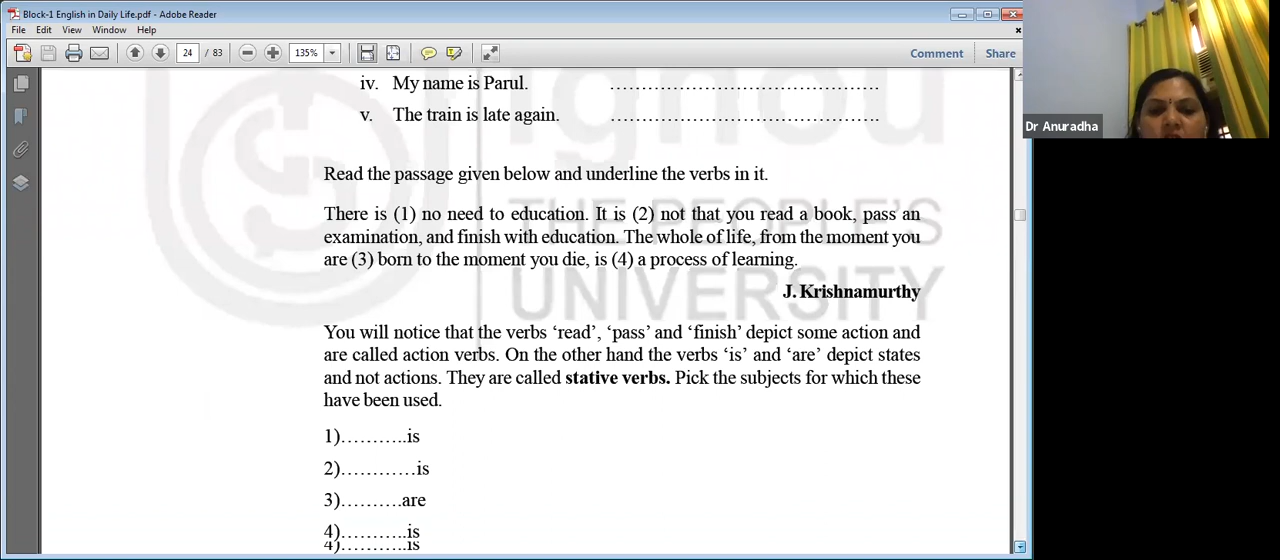 Block-1 English in Daily Life.pdf - Adobe Reader
File Edit View Window Help
24 / 83 135% Comment Share
Dr Anuradha
iv. My name is Parul. ...........................................
v. The train is late again. ...........................................
Read the passage given below and underline the verbs in it.
There is (1) no need to education. It is (2) not that you read a book, pass an
examination, and finish with education. The whole of life, from the moment you
are (3) born to the moment you die, is (4) a process of learning.
J. Krishnamurthy
You will notice that the verbs ‘read’, ‘pass’ and ‘finish’ depict some action and
are called action verbs. On the other hand the verbs ‘is’ and ‘are’ depict states
and not actions. They are called stative verbs. Pick the subjects for which these
have been used.
1)...........is
2)............is
3)..........are
4)...........is
4)...........is
ignou
THE PEOPLE'S
UNIVERSITY